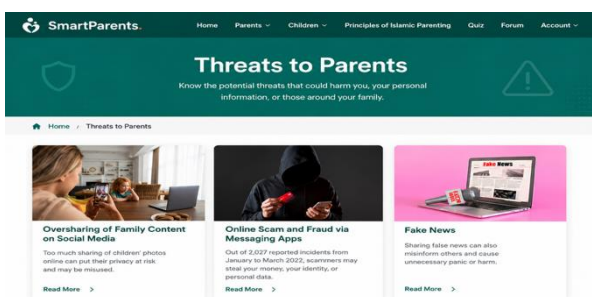 SmartParents.
Home Parents Children Principles of Islamic Parenting Quiz Forum Account
Threats to Parents
Know the potential threats that could harm you, your personal
information, or those around your family.
Home / Threats to Parents
Oversharing of Family Content
on Social Media
Too much sharing of children' photos
online can put their privacy at risk
and may be misused.
Read More >
Online Scam and Fraud via
Messaging Apps
Out of 2,027 reported incidents from
January to March 2022, scammers may
steal your money, your identity, or
personal data.
Read More >
Fake News
Fake News
Sharing false news can also
misinform others and cause
unnecessary panic or harm.
Read More >